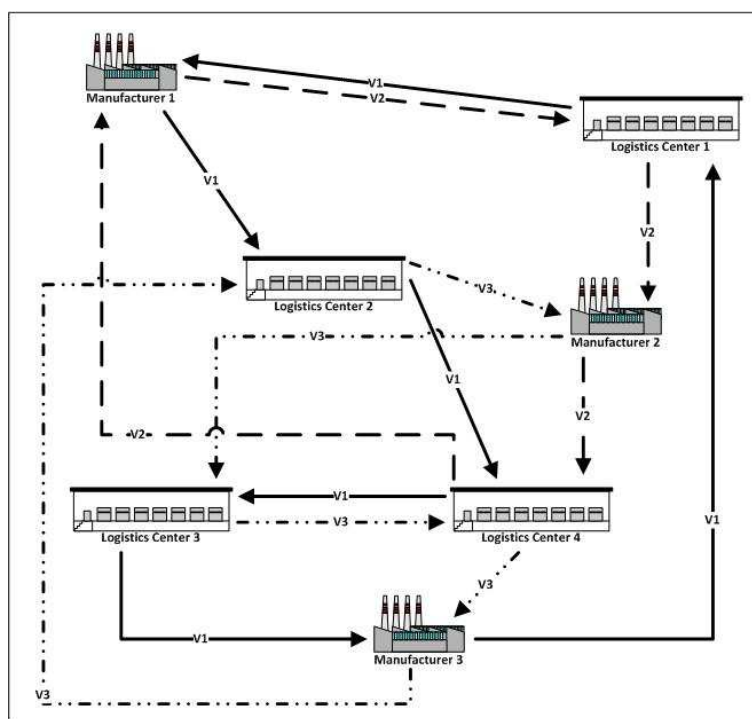 V1
Manufacturer 1
V2
Logistics Center 1
V1
V2
V3
Logistics Center 2
V3
Manufacturer 2
V1
V2
V2
V1
Logistics Center 3
V3
Logistics Center 4
V1
V3
V1
Manufacturer 3
V3